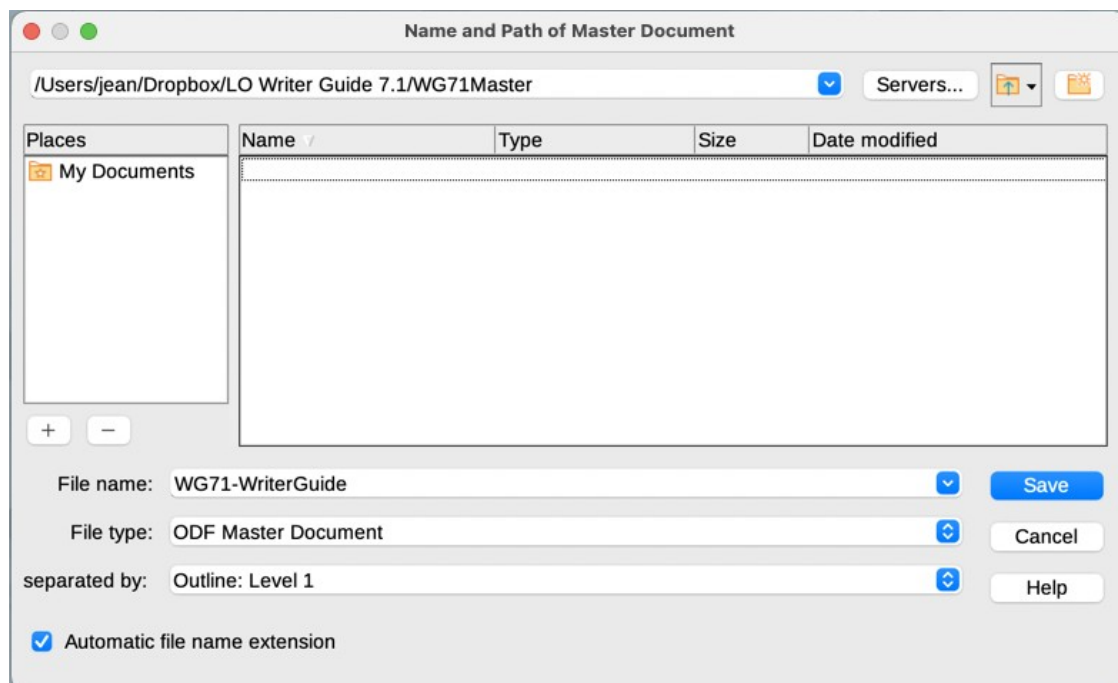 Name and Path of Master Document
/Users/jean/Dropbox/LO Writer Guide 7.1/WG71Master
Servers...
Places
Name
Type
Size
Date modified
My Documents
File name:
WG71-WriterGuide
Save
File type:
ODF Master Document
Cancel
separated by:
Outline: Level 1
Help
Automatic file name extension